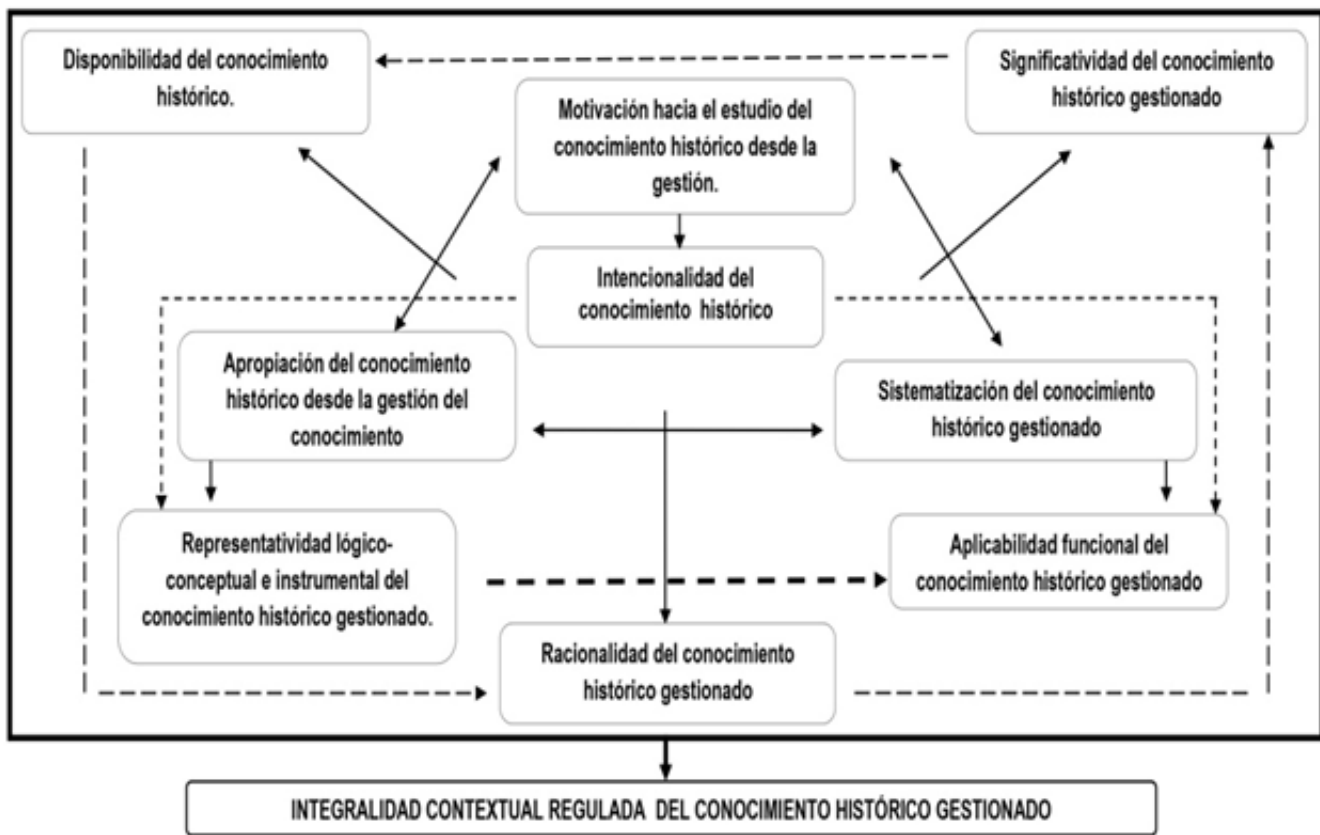 Disponibilidad del conocimiento
histórico.
Significatividad del conocimiento
histórico gestionado
Motivación hacia el estudio del
conocimiento histórico desde la
gestión.
Intencionalidad del
conocimiento histórico
Apropiación del conocimiento
histórico desde la gestión del
conocimiento
Sistematización del conocimiento
histórico gestionado
Representatividad lógico-
conceptual e instrumental del
conocimiento histórico gestionado.
Aplicabilidad funcional del
conocimiento histórico gestionado
Racionalidad del conocimiento
histórico gestionado
INTEGRALIDAD CONTEXTUAL REGULADA DEL CONOCIMIENTO HISTÓRICO GESTIONADO